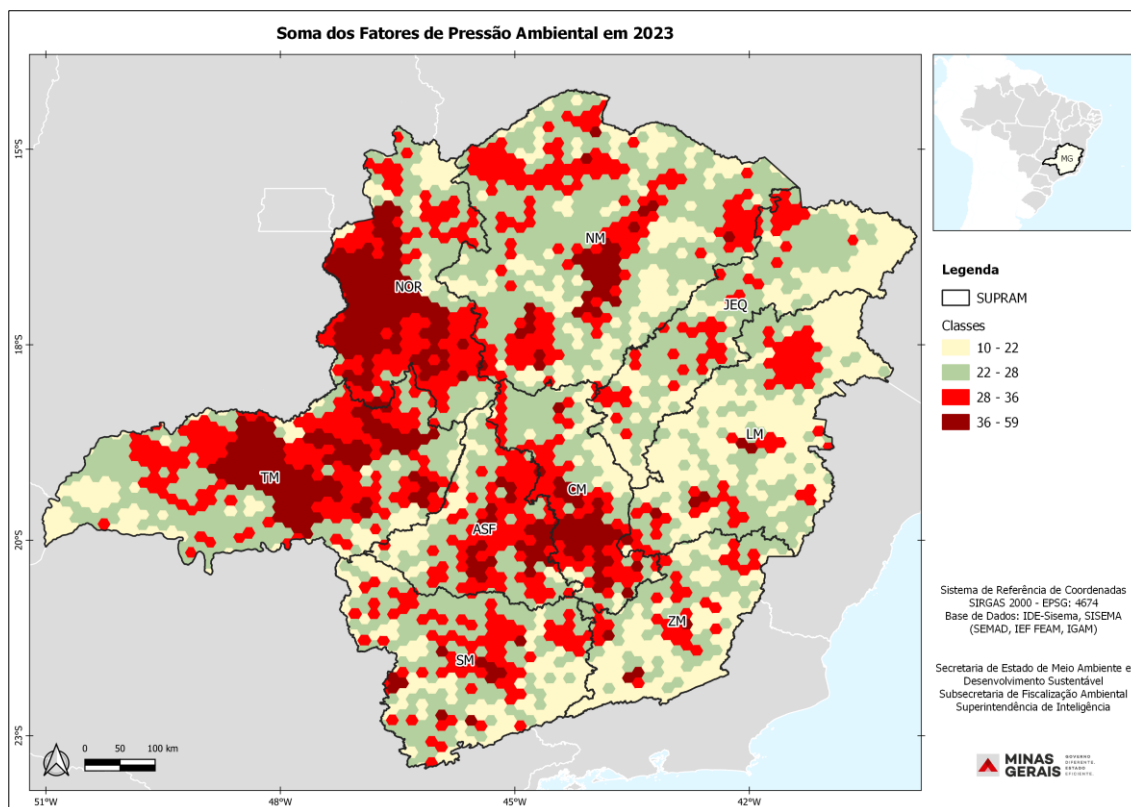 Soma dos Fatores de Pressão Ambiental em 2023
15°S
18°S
20°S
23°S
51°W
48°W
45°W
42°W
NOR
NM
JEQ
LM
TM
CM
ASF
ZM
SM
0 50 100 km
MG
Legenda
SUPRAM
Classes
10 - 22
22 - 28
28 - 36
36 - 59
Sistema de Referência de Coordenadas
SIRGAS 2000 - EPSG: 4674
Base de Dados: IDE-Sisema, SISEMA
(SEMAD, IEF FEAM, IGAM)
Secretaria de Estado de Meio Ambiente e
Desenvolvimento Sustentável
Subsecretaria de Fiscalização Ambiental
Superintendência de Inteligência
MINAS
GERAIS
GOVERNO
DIFERENTE.
ESTADO
EFICIENTE.